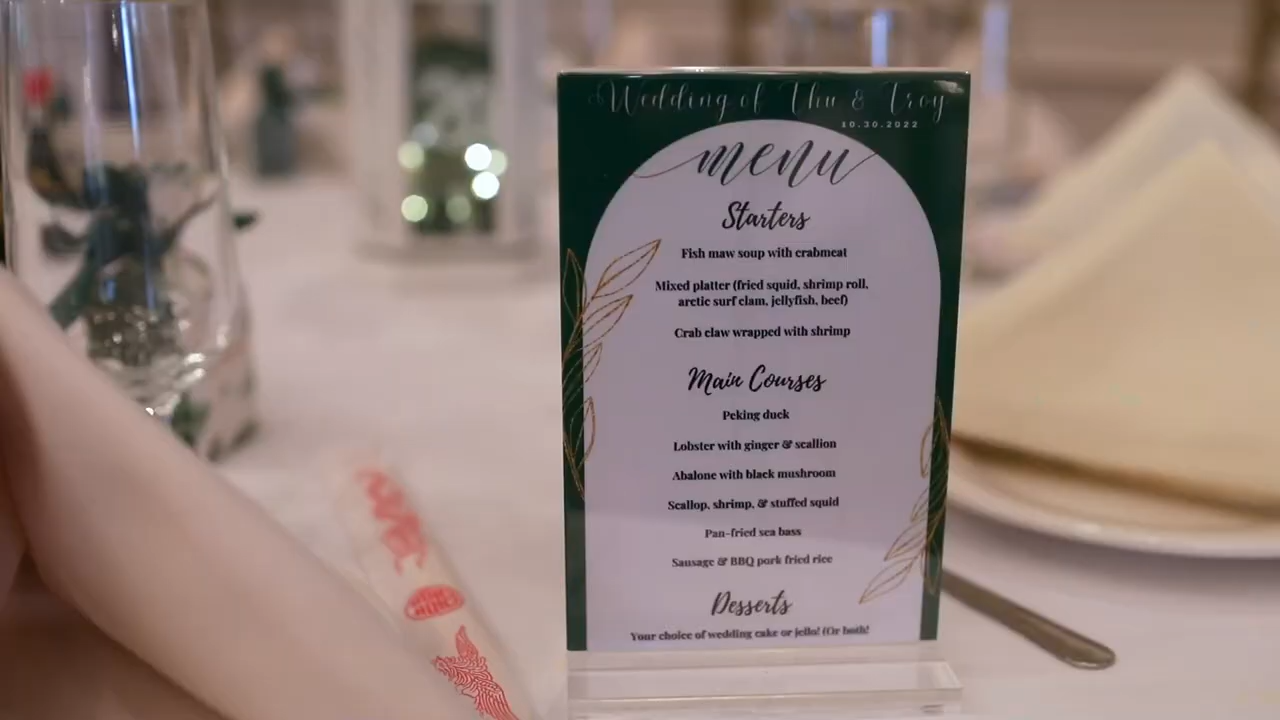 Wedding of Thu & Troy
10.30.2022
menu
Starters
Fish maw soup with crabmeat
Mixed platter (fried squid, shrimp roll,
arctic surf clam, jellyfish, beef)
Crab claw wrapped with shrimp
Main Courses
Peking duck
Lobster with ginger & scallion
Abalone with black mushroom
Scallop, shrimp, & stuffed squid
Pan-fried sea bass
Sausage & BBQ pork fried rice
Desserts
Your choice of wedding cake or jello! (Or both!